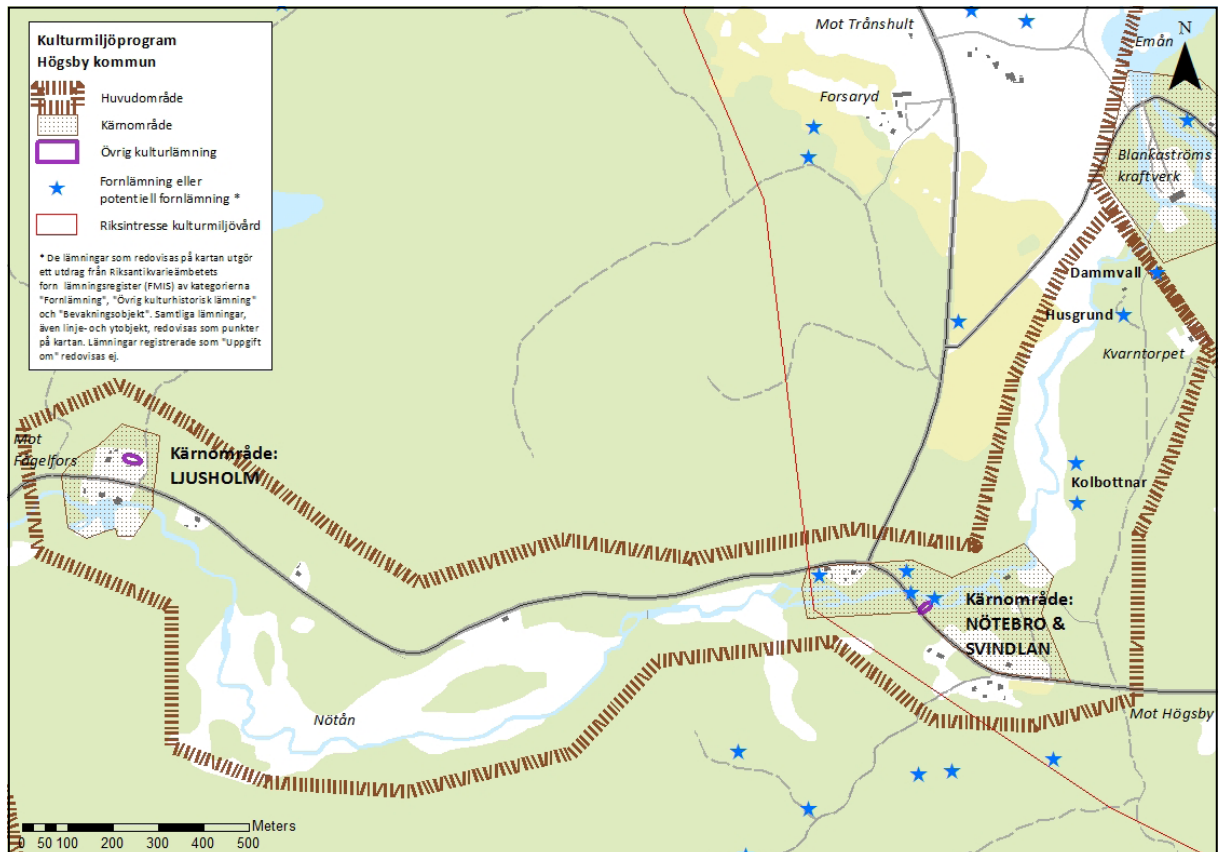 Kulturmiljöprogram
Högsby kommun
Huvudområde
Kärnområde
Övrig kulturlämning
Fornlämning eller
potentiell fornlämning *
Riksintresse kulturmiljövård
* De lämningar som redovisas på kartan utgör
ett utdrag från Riksantikvarieämbetets
forn lämningsregister (FMIS) av kategorierna
"Fornlämning", "Övrig kulturhistorisk lämning"
och "Bevakningsobjekt". Samtliga lämningar,
även linje- och ytobjekt, redovisas som punkter
på kartan. Lämningar registrerade som "Uppgift
om" redovisas ej.
Mot Trånshult
N
Emån
Forsaryd
Blankaströms
kraftverk
Dammvall
Husgrund
Kvarntorpet
Mot
Fågelfors
Kärnområde:
LJUSHOLM
Kolbottnar
Kärnområde:
NÖTEBRO &
SVINDLAN
Nötån
Mot Högsby
Meters
0 50 100 200 300 400 500